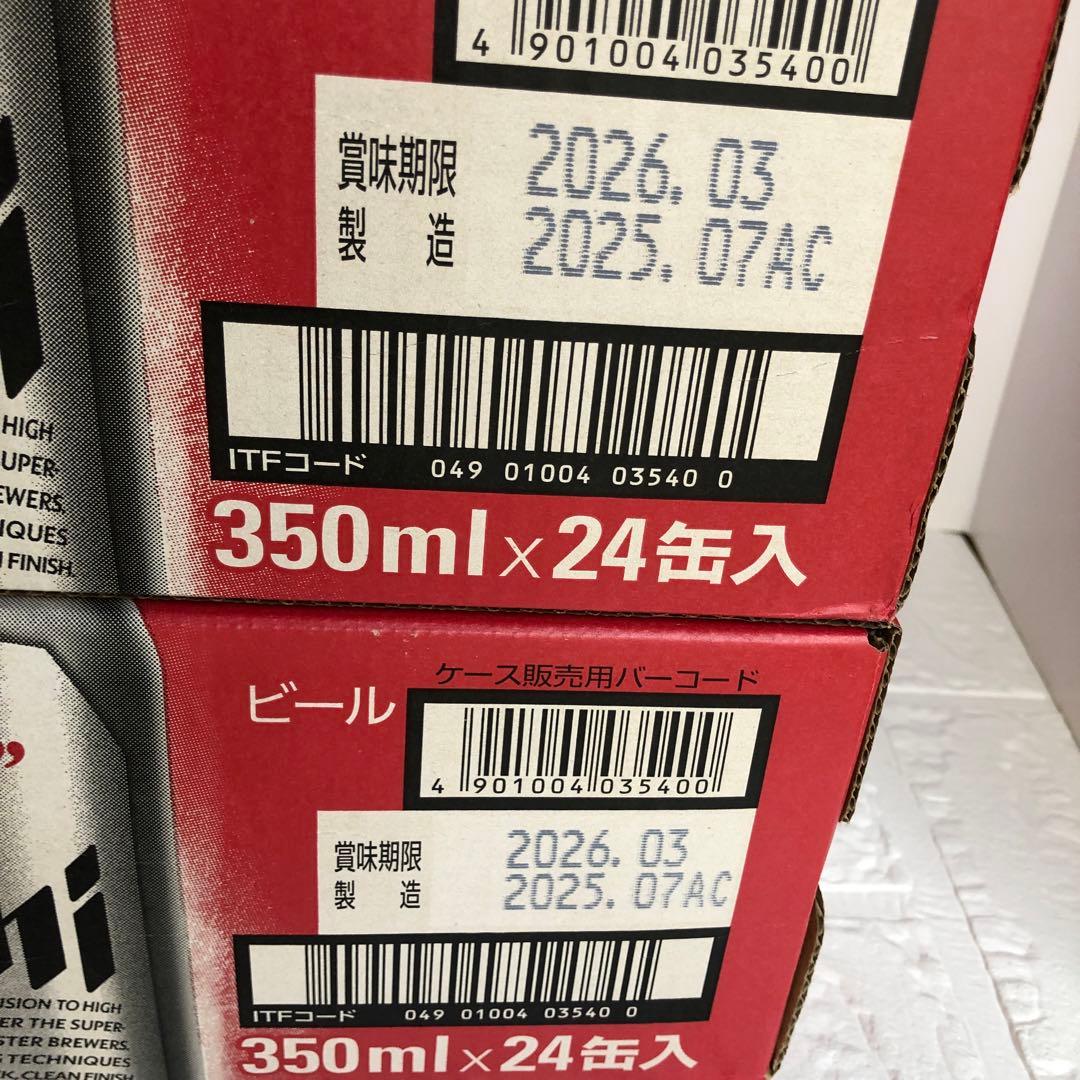 4 901004 035400
賞味期限 2026.03
製造 2025.07AC
ITFコード 049 01004 03540 0
350ml×24缶入
HIGH
UPER-
EWERS.
IQUES
FINISH.
ケース販売用バーコード
ビール
4 901004 035400
賞味期限 2026.03
製造 2025.07AC
ITFコード 049 01004 03540 0
350ml×24缶入
”
hi
ISION TO HIGH
ER THE SUPER-
STER BREWERS.
TECHNIQUES
K, CLEAN FINISH